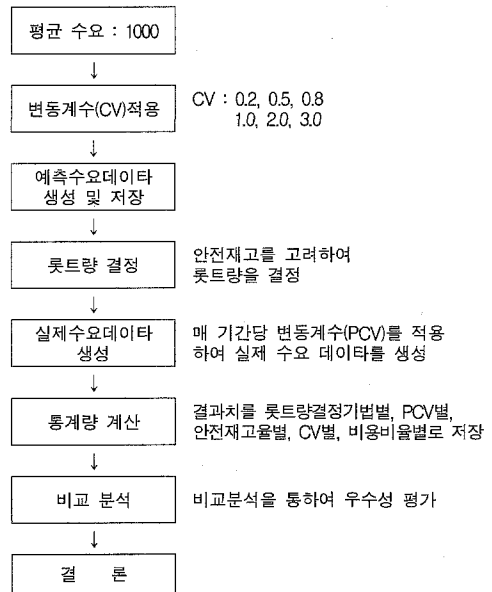 평균 수요 : 1000
↓
변동계수(CV)적용
CV : 0.2, 0.5, 0.8
1.0, 2.0, 3.0
↓
예측수요데이타
생성 및 저장
↓
롯트량 결정
안전재고를 고려하여
롯트량을 결정
↓
실제수요데이타
생성
매 기간당 변동계수(PCV)를 적용
하여 실제 수요 데이타를 생성
↓
통계량 계산
결과치를 롯트량결정기법별, PCV별,
안전재고율별, CV별, 비용비율별로 저장
↓
비교 분석
비교분석을 통하여 우수성 평가
↓
결 론